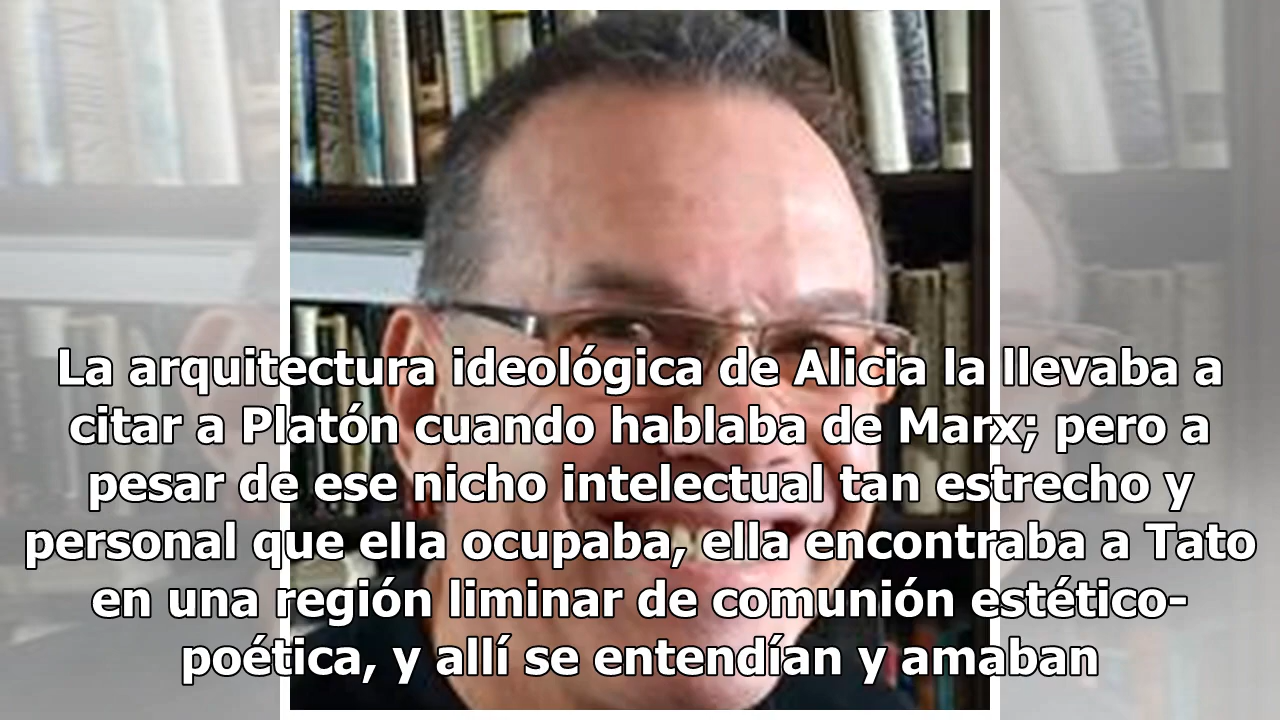 La arquitectura ideológica de Alicia la llevaba a
citar a Platón cuando hablaba de Marx; pero a
pesar de ese nicho intelectual tan estrecho y
personal que ella ocupaba, ella encontraba a Tato
en una región liminar de comunión estético-
poética, y allí se entendían y amaban